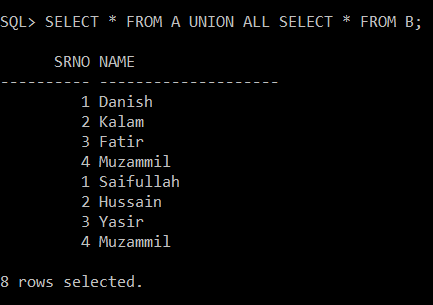 SQL> SELECT * FROM A UNION ALL SELECT * FROM B;
SRNO NAME
---------- --------------------
1 Danish
2 Kalam
3 Fatir
4 Muzammil
1 Saifullah
2 Hussain
3 Yasir
4 Muzammil
8 rows selected.